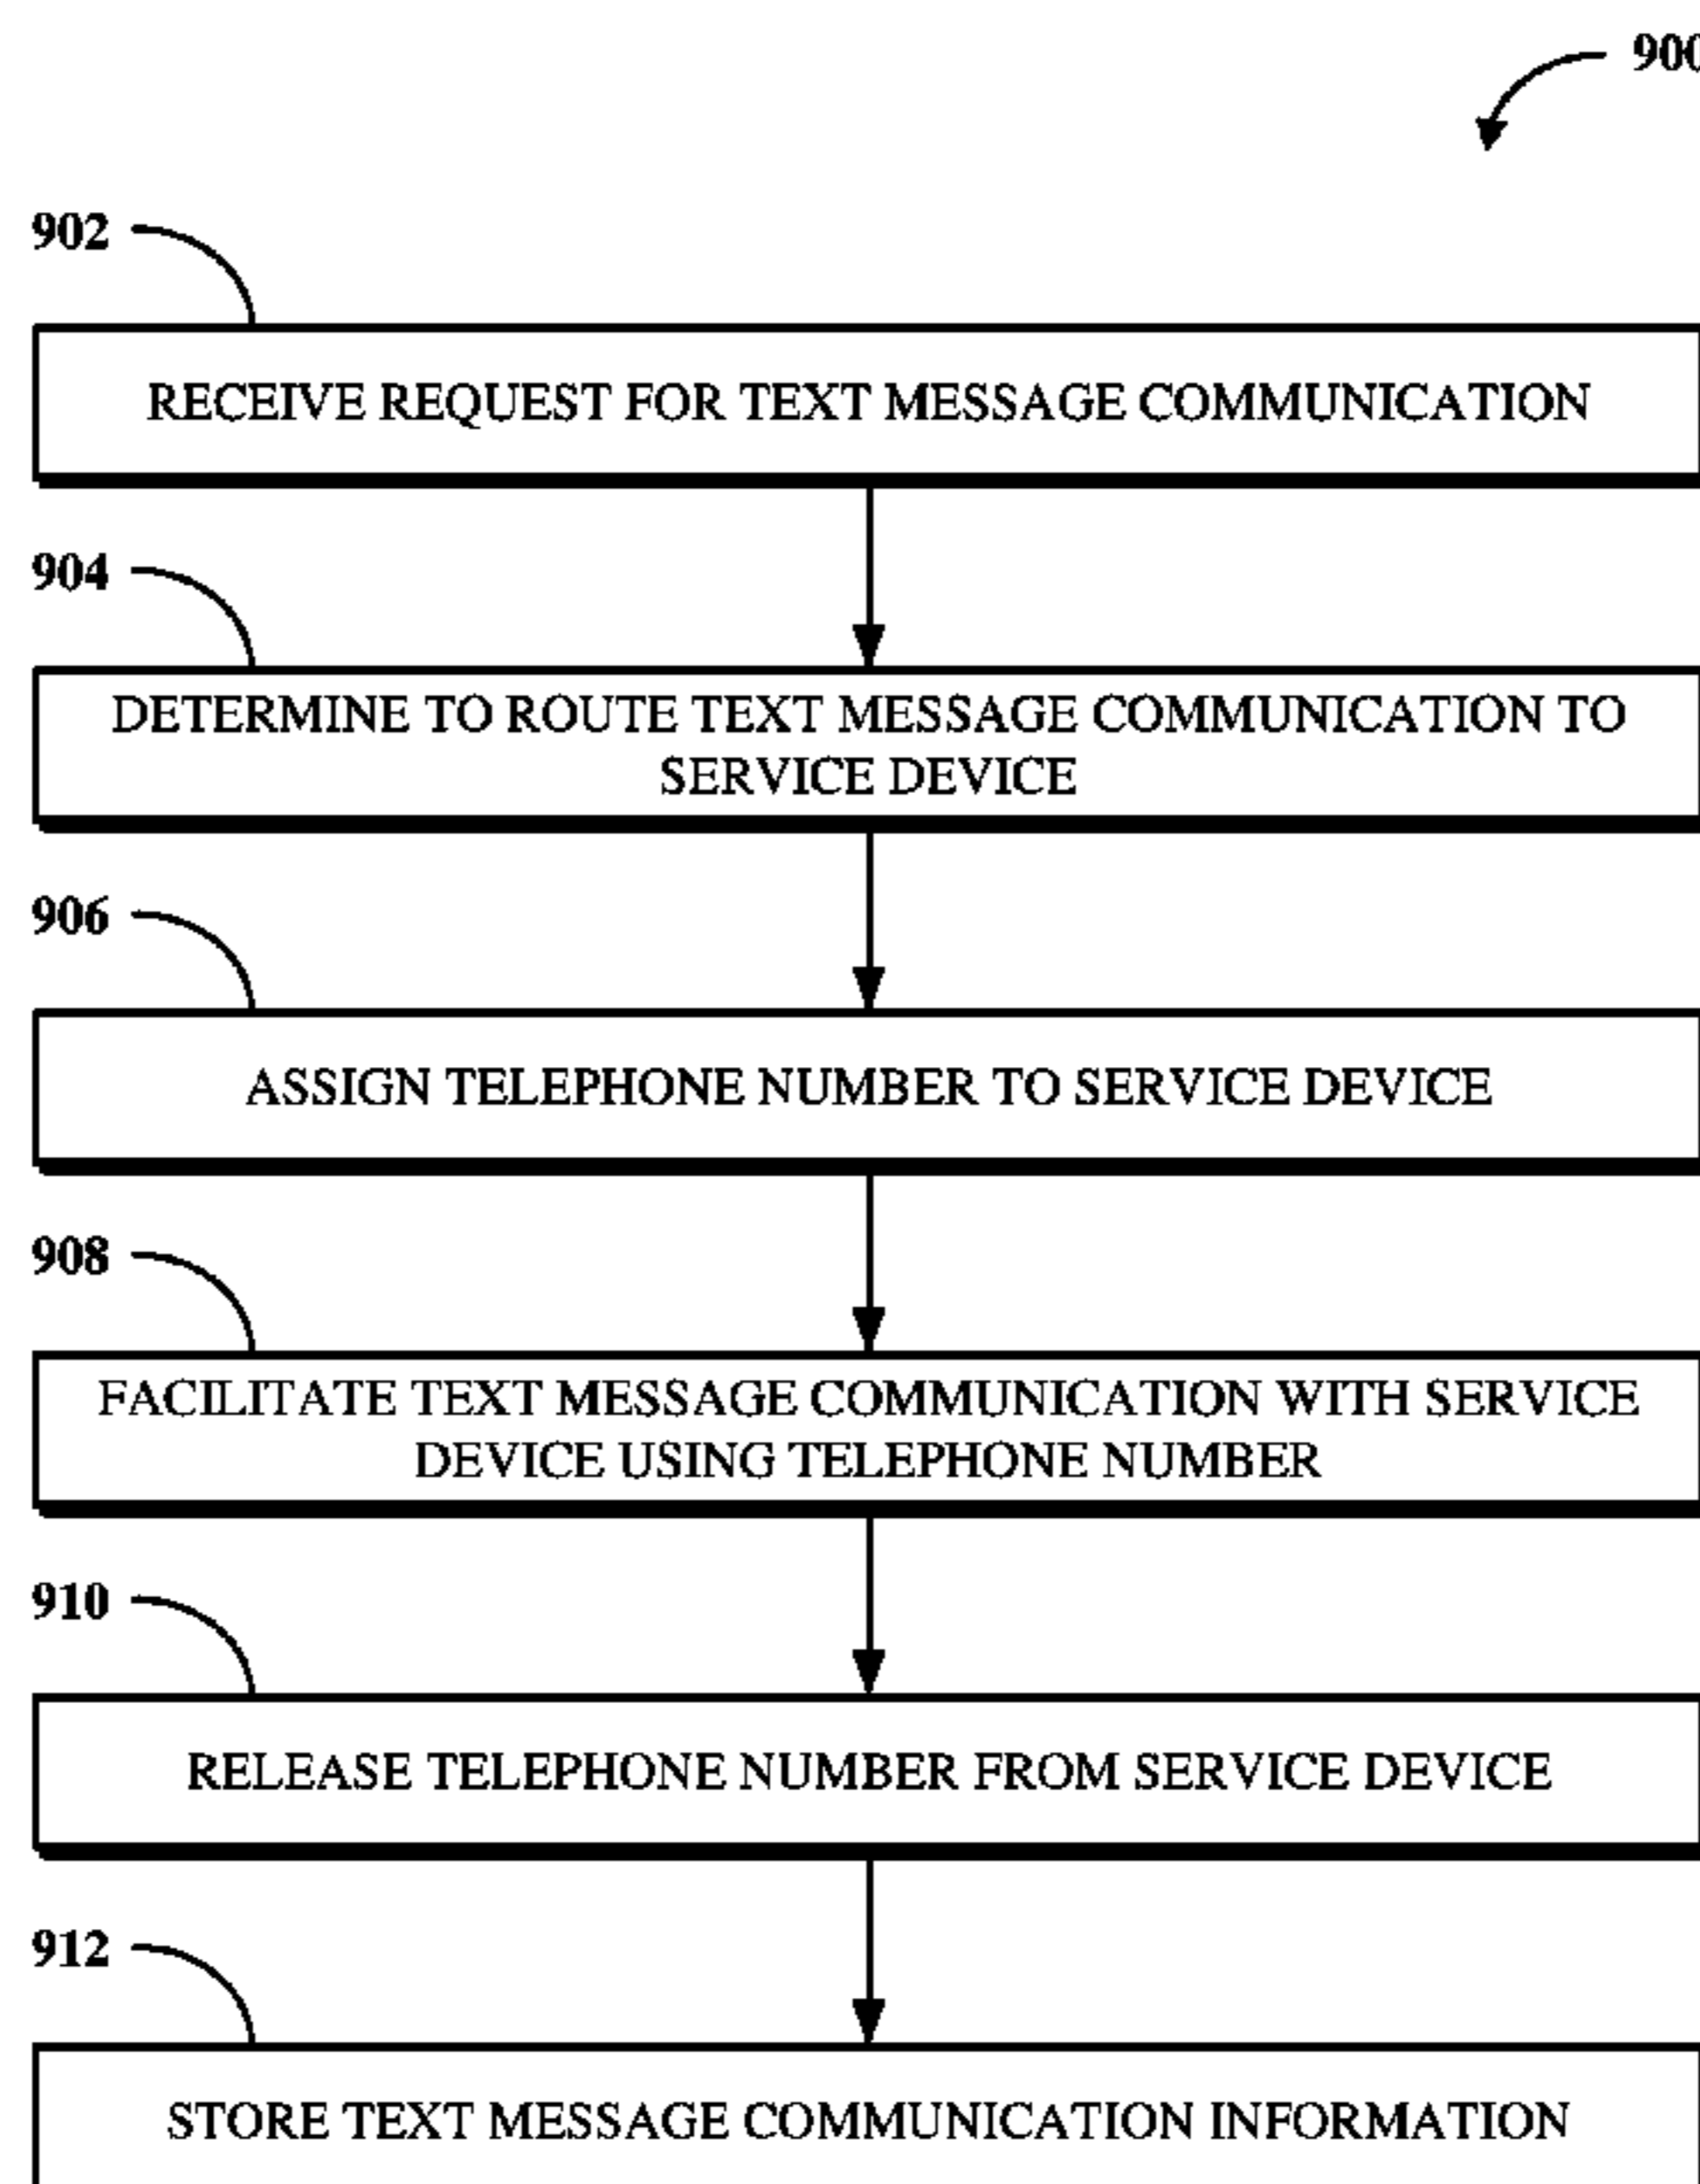 900
902
RECEIVE REQUEST FOR TEXT MESSAGE COMMUNICATION
904
DETERMINE TO ROUTE TEXT MESSAGE COMMUNICATION TO
SERVICE DEVICE
906
ASSIGN TELEPHONE NUMBER TO SERVICE DEVICE
908
FACILITATE TEXT MESSAGE COMMUNICATION WITH SERVICE
DEVICE USING TELEPHONE NUMBER
910
RELEASE TELEPHONE NUMBER FROM SERVICE DEVICE
912
STORE TEXT MESSAGE COMMUNICATION INFORMATION